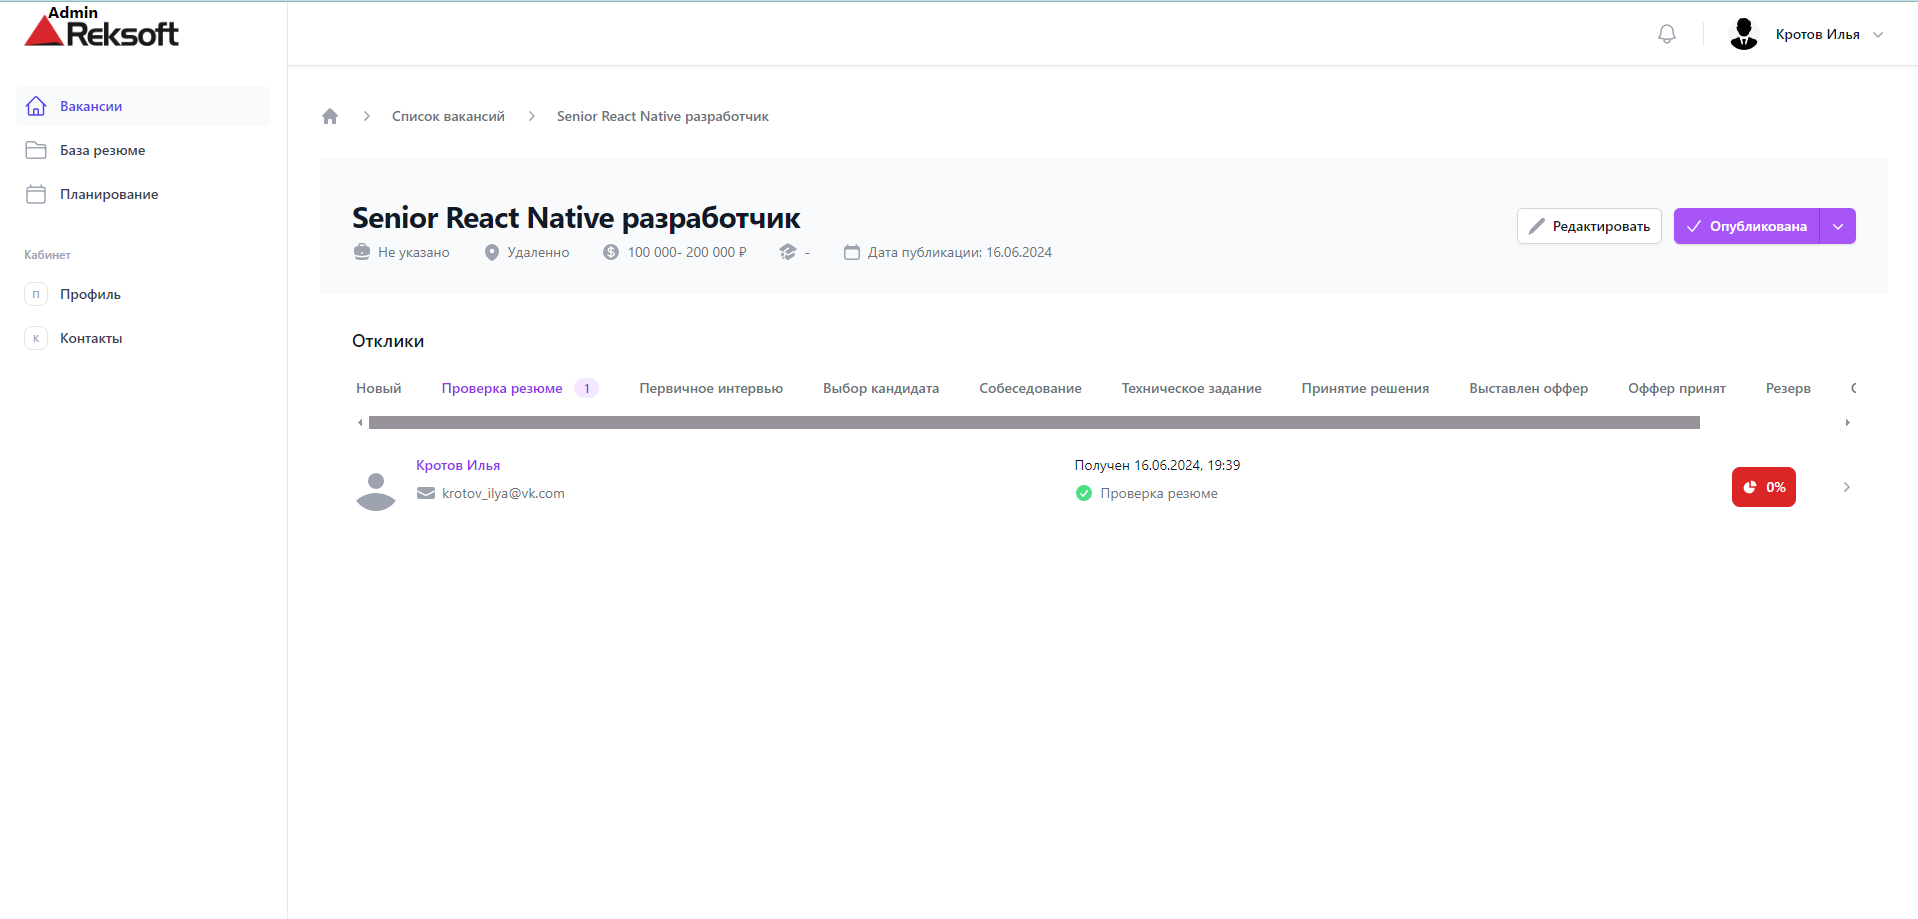 Admin
Reksoft
Кротов Илья
Вакансии
База резюме
Планирование
Кабинет
П Профиль
К Контакты
Список вакансий Senior React Native разработчик
Senior React Native разработчик
Не указано Удаленно 100 000- 200 000 ₽ - Дата публикации: 16.06.2024
Редактировать Опубликована
Отклики
Новый Проверка резюме 1 Первичное интервью Выбор кандидата Собеседование Техническое задание Принятие решения Выставлен оффер Оффер принят Резерв
Кротов Илья Получен 16.06.2024, 19:39
krotov_ilya@vk.com Проверка резюме
0%